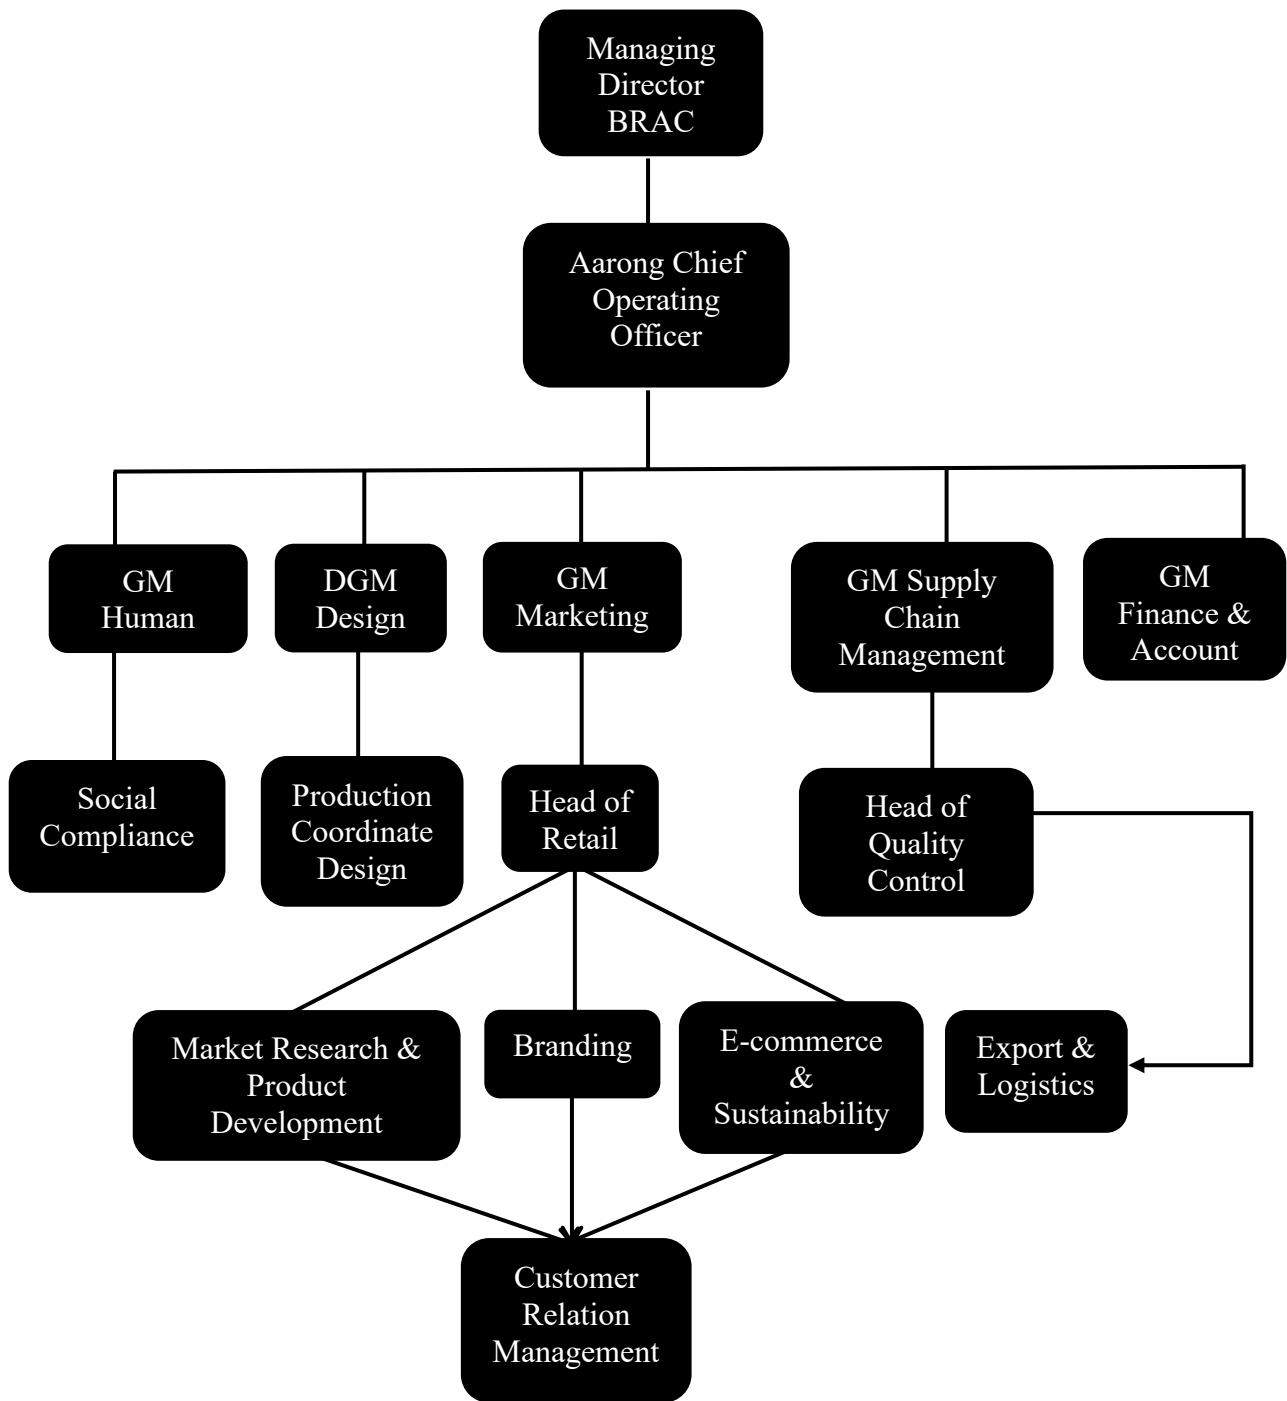 Managing
Director
BRAC
Aarong Chief
Operating
Officer
GM
Human
DGM
Design
GM
Marketing
GM Supply
Chain
Management
GM
Finance &
Account
Social
Compliance
Production
Coordinate
Design
Head of
Retail
Head of
Quality
Control
Market Research &
Product
Development
Branding
E-commerce
&
Sustainability
Export &
Logistics
Customer
Relation
Management